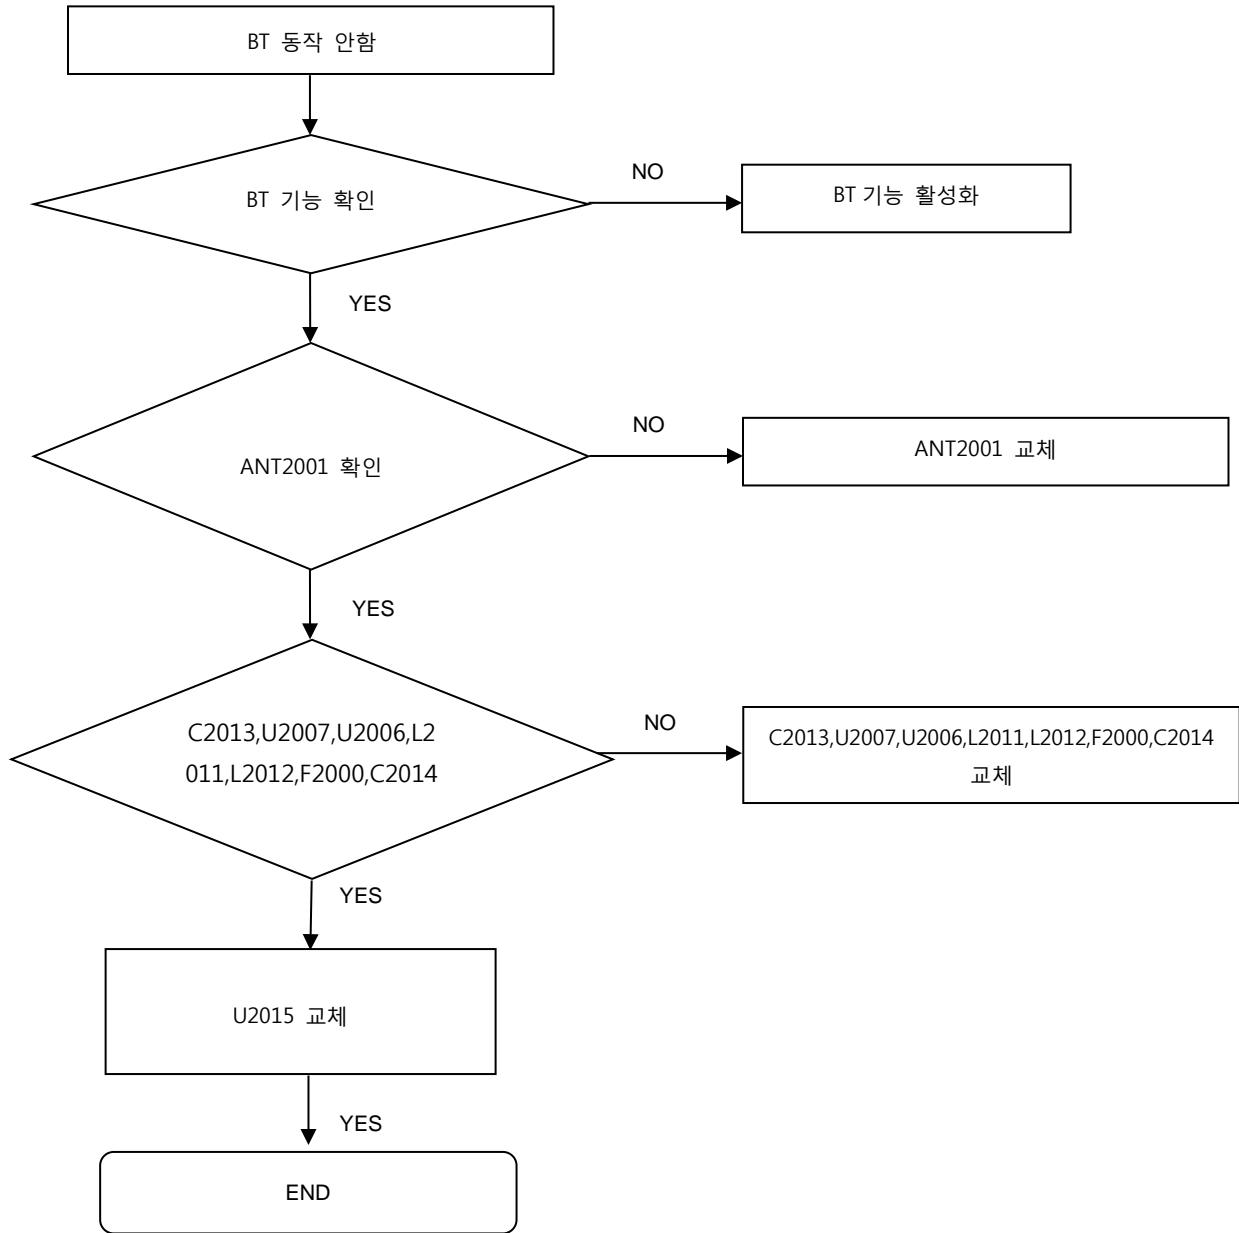 BT 동작 안함
BT 기능 확인
NO
BT 기능 활성화
YES
ANT2001 확인
NO
ANT2001 교체
YES
C2013,U2007,U2006,L2
011,L2012,F2000,C2014
NO
C2013,U2007,U2006,L2011,L2012,F2000,C2014
교체
YES
U2015 교체
YES
END